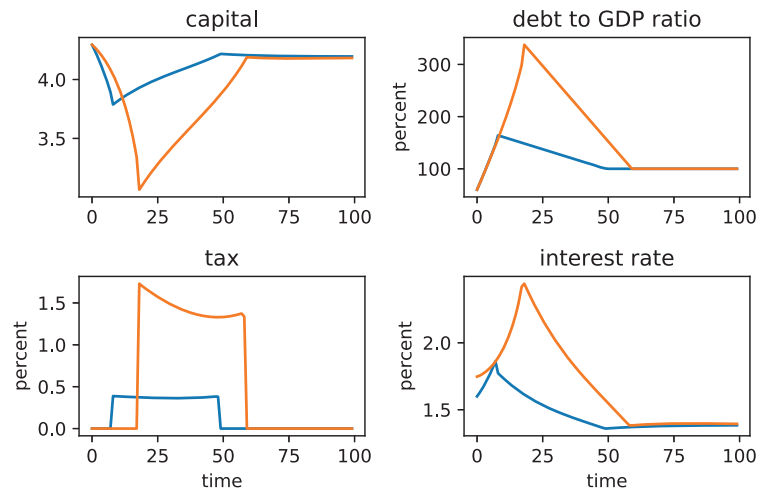 capital
4.0
3.5
0 25 50 75 100
debt to GDP ratio
percent
300
200
100
0 25 50 75 100
tax
percent
1.5
1.0
0.5
0.0
0 25 50 75 100
time
interest rate
percent
2.0
1.5
0 25 50 75 100
time